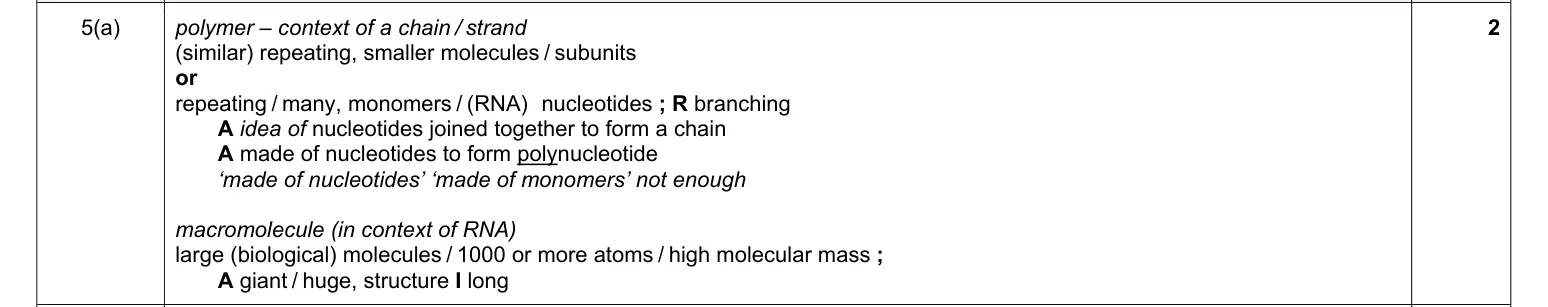 5(a) polymer – context of a chain / strand 2
(similar) repeating, smaller molecules / subunits
or
repeating / many, monomers / (RNA) nucleotides ; R branching
A idea of nucleotides joined together to form a chain
A made of nucleotides to form polynucleotide
‘made of nucleotides’ ‘made of monomers’ not enough
macromolecule (in context of RNA)
large (biological) molecules / 1000 or more atoms / high molecular mass ;
A giant / huge, structure I long